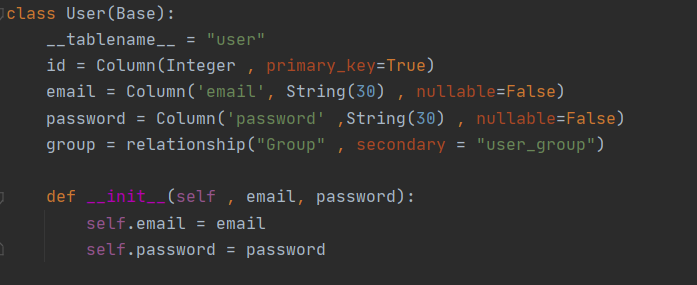 class User(Base):
    __tablename__ = "user"
    id = Column(Integer , primary_key=True)
    email = Column('email', String(30) , nullable=False)
    password = Column('password' ,String(30) , nullable=False)
    group = relationship("Group" , secondary = "user_group")
    def __init__(self , email, password):
        self.email = email
        self.password = password